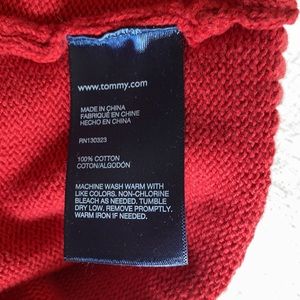 www.tommy.com
MADE IN CHINA
FABRIQUÉ EN CHINE
HECHO EN CHINA
RN130323
100% COTTON
COTON/ALGODÓN
MACHINE WASH WARM WITH
LIKE COLORS. NON-CHLORINE
BLEACH AS NEEDED. TUMBLE
DRY LOW. REMOVE PROMPTLY.
WARM IRON IF NEEDED.